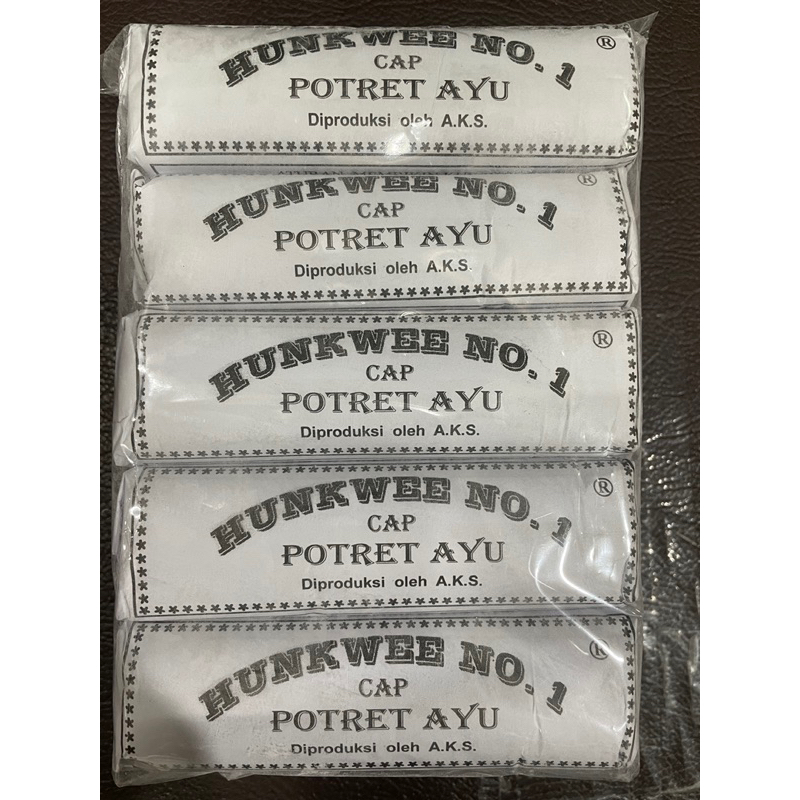 HUNKWEE NO. 1 ®
CAP
POTRET AYU
Diproduksi oleh A.K.S.
HUNKWEE NO. 1 ®
CAP
POTRET AYU
Diproduksi oleh A.K.S.
HUNKWEE NO. 1 ®
CAP
POTRET AYU
Diproduksi oleh A.K.S.
HUNKWEE NO. 1 ®
CAP
POTRET AYU
Diproduksi oleh A.K.S.
HUNKWEE NO. 1 ®
CAP
POTRET AYU
Diproduksi oleh A.K.S.